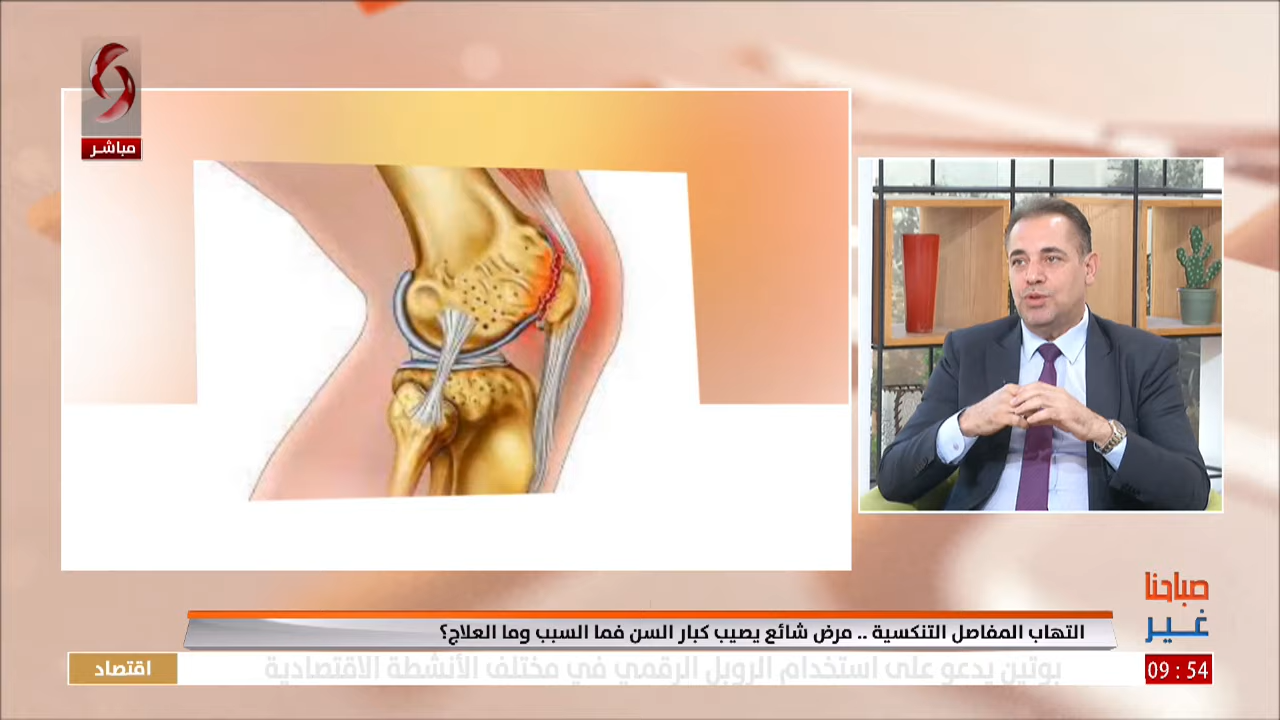 مباشر
صباحنا
غير
التهاب المفاصل التنكسية .. مرض شائع يصيب كبار السن فما السبب وما العلاج؟
اقتصاد
بوتين يدعو على استخدام الروبل الرقمي في مختلف الأنشطة الاقتصادية
09 : 54